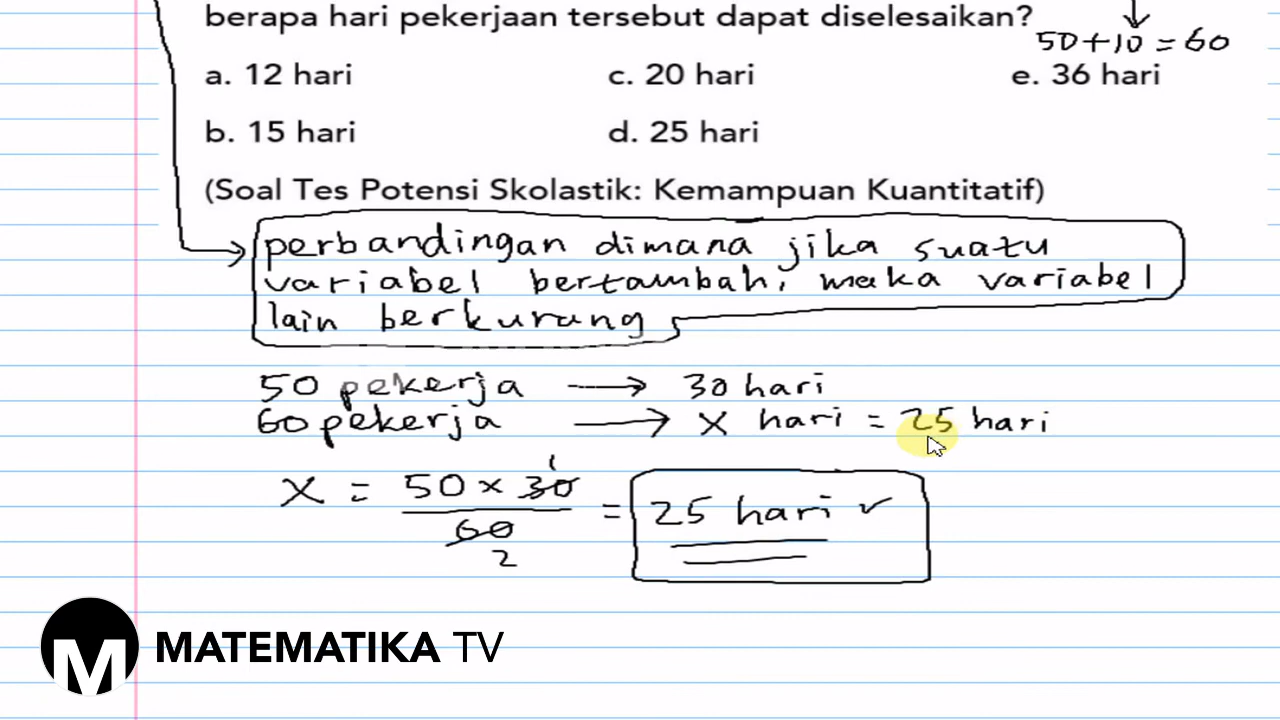 berapa hari pekerjaan tersebut dapat diselesaikan?
50+10 = 60
a. 12 hari c. 20 hari e. 36 hari
b. 15 hari d. 25 hari
(Soal Tes Potensi Skolastik: Kemampuan Kuantitatif)
perbandingan dimana jika suatu
variabel bertambah, maka variabel
lain berkurang
50 pekerja → 30 hari
60 pekerja → x hari = 25 hari
1
x = 50 x 30 = 25 hari ✓
60
2
M MATEMATIKA TV